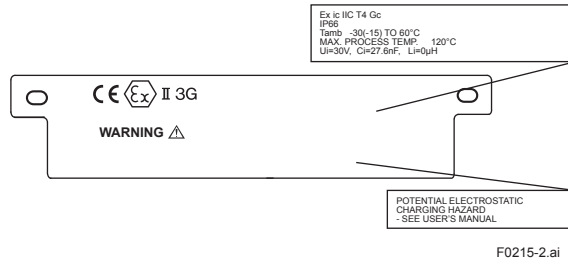 Ex ic IIC T4 Gc
IP66
Tamb -30(-15) TO 60°C
MAX. PROCESS TEMP. 120°C
Ui=30V, Ci=27.6nF, Li=0μH
CE Ex II 3G
WARNING ⚠
POTENTIAL ELECTROSTATIC
CHARGING HAZARD
- SEE USER'S MANUAL
F0215-2.ai